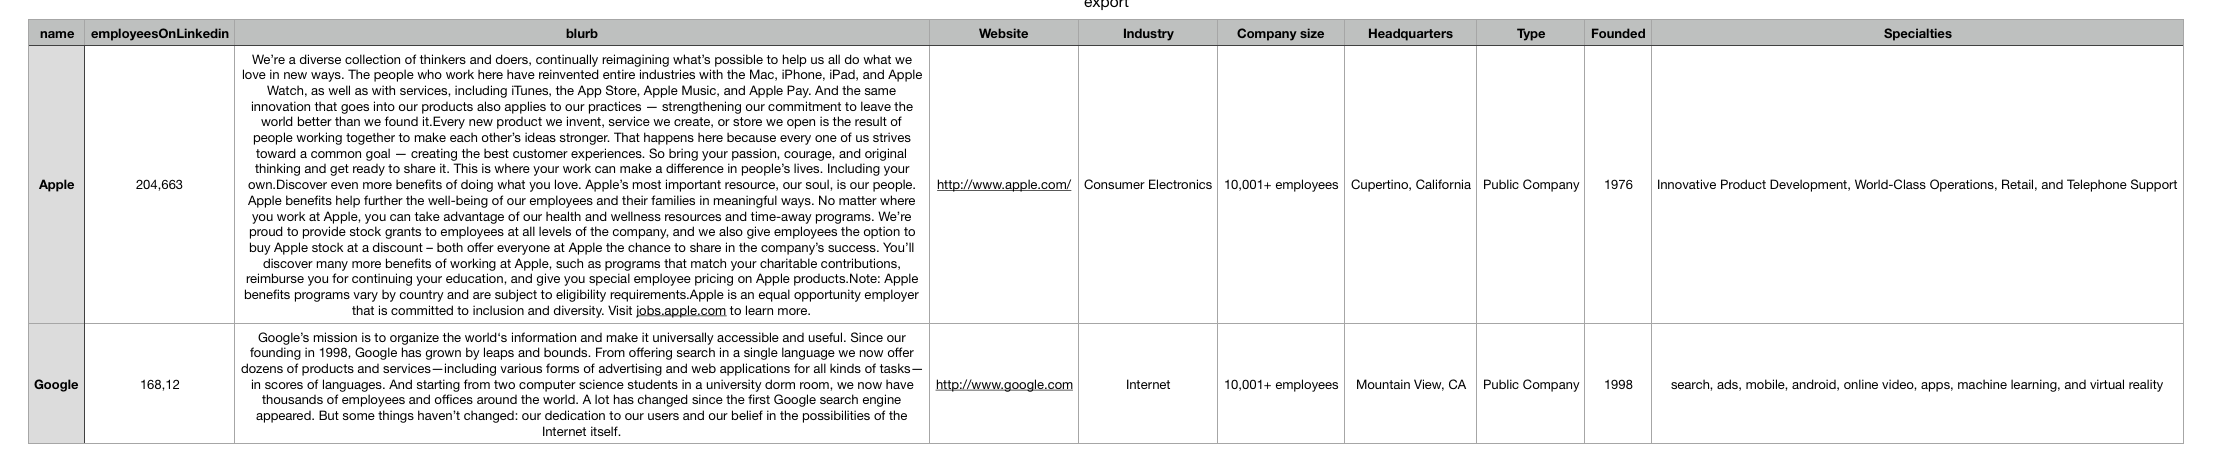 export
name employeesOnLinkedin blurb Website Industry Company size Headquarters Type Founded Specialties
We’re a diverse collection of thinkers and doers, continually reimagining what’s possible to help us all do what we
love in new ways. The people who work here have reinvented entire industries with the Mac, iPhone, iPad, and Apple
Watch, as well as with services, including iTunes, the App Store, Apple Music, and Apple Pay. And the same
innovation that goes into our products also applies to our practices — strengthening our commitment to leave the
world better than we found it.Every new product we invent, service we create, or store we open is the result of
people working together to make each other’s ideas stronger. That happens here because every one of us strives
toward a common goal — creating the best customer experiences. So bring your passion, courage, and original
thinking and get ready to share it. This is where your work can make a difference in people’s lives. Including your
Apple 204,663 own.Discover even more benefits of doing what you love. Apple’s most important resource, our soul, is our people. http://www.apple.com/ Consumer Electronics 10,001+ employees Cupertino, California Public Company 1976 Innovative Product Development, World-Class Operations, Retail, and Telephone Support
Apple benefits help further the well-being of our employees and their families in meaningful ways. No matter where
you work at Apple, you can take advantage of our health and wellness resources and time-away programs. We’re
proud to provide stock grants to employees at all levels of the company, and we also give employees the option to
buy Apple stock at a discount – both offer everyone at Apple the chance to share in the company’s success. You’ll
discover many more benefits of working at Apple, such as programs that match your charitable contributions,
reimburse you for continuing your education, and give you special employee pricing on Apple products.Note: Apple
benefits programs vary by country and are subject to eligibility requirements.Apple is an equal opportunity employer
that is committed to inclusion and diversity. Visit jobs.apple.com to learn more.
Google’s mission is to organize the world‘s information and make it universally accessible and useful. Since our
founding in 1998, Google has grown by leaps and bounds. From offering search in a single language we now offer
dozens of products and services—including various forms of advertising and web applications for all kinds of tasks—
Google 168,12 in scores of languages. And starting from two computer science students in a university dorm room, we now have http://www.google.com Internet 10,001+ employees Mountain View, CA Public Company 1998 search, ads, mobile, android, online video, apps, machine learning, and virtual reality
thousands of employees and offices around the world. A lot has changed since the first Google search engine
appeared. But some things haven’t changed: our dedication to our users and our belief in the possibilities of the
Internet itself.